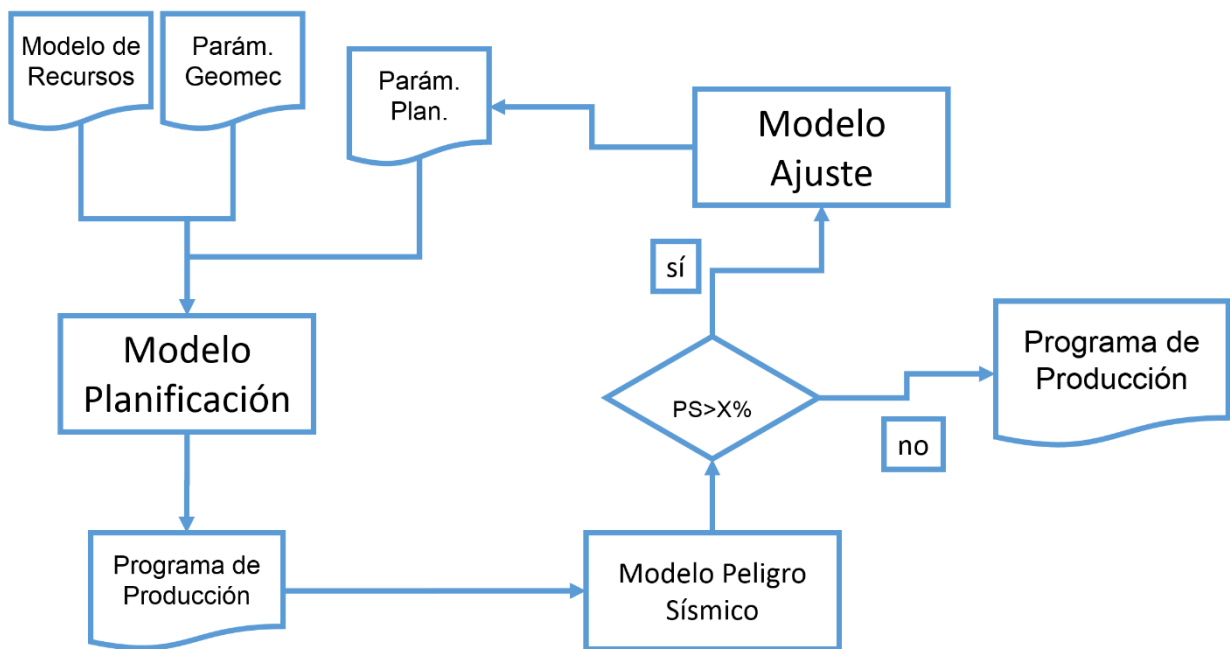 Modelo de
Recursos
Parám.
Geomec
Parám.
Plan.
Modelo
Ajuste
sí
Modelo
Planificación
PS>X%
Programa de
Producción
no
Programa de
Producción
Modelo Peligro
Sísmico